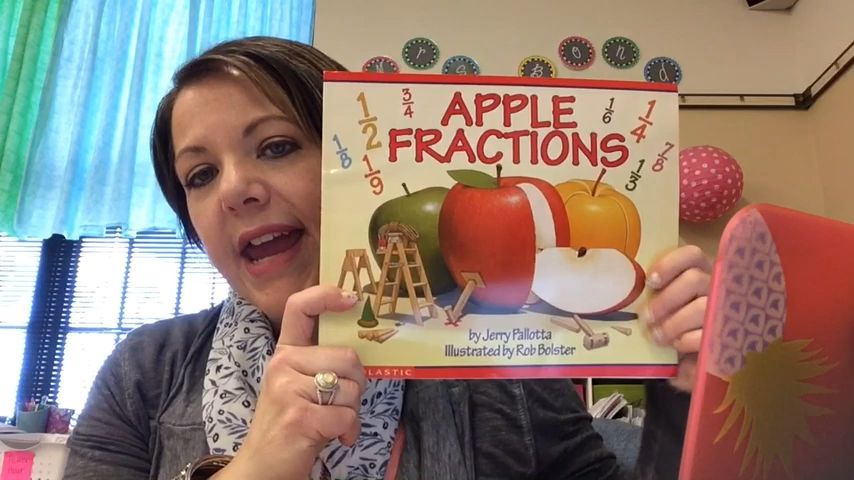 APPLE
FRACTIONS
1/2
3/4
1/8
1/9
1/6
1/4
7/8
1/3
by Jerry Pallotta
Illustrated by Rob Bolster